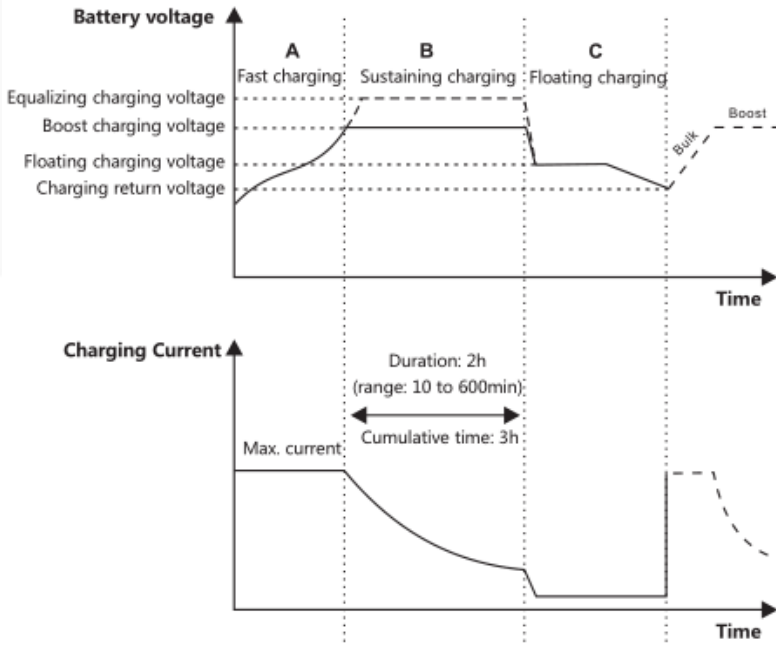 Battery voltage
A
B
C
Fast charging
Sustaining charging
Floating charging
Equalizing charging voltage
Boost charging voltage
Floating charging voltage
Charging return voltage
Bulk
Boost
Time
Charging Current
Duration: 2h
(range: 10 to 600min)
Cumulative time: 3h
Max. current
Time